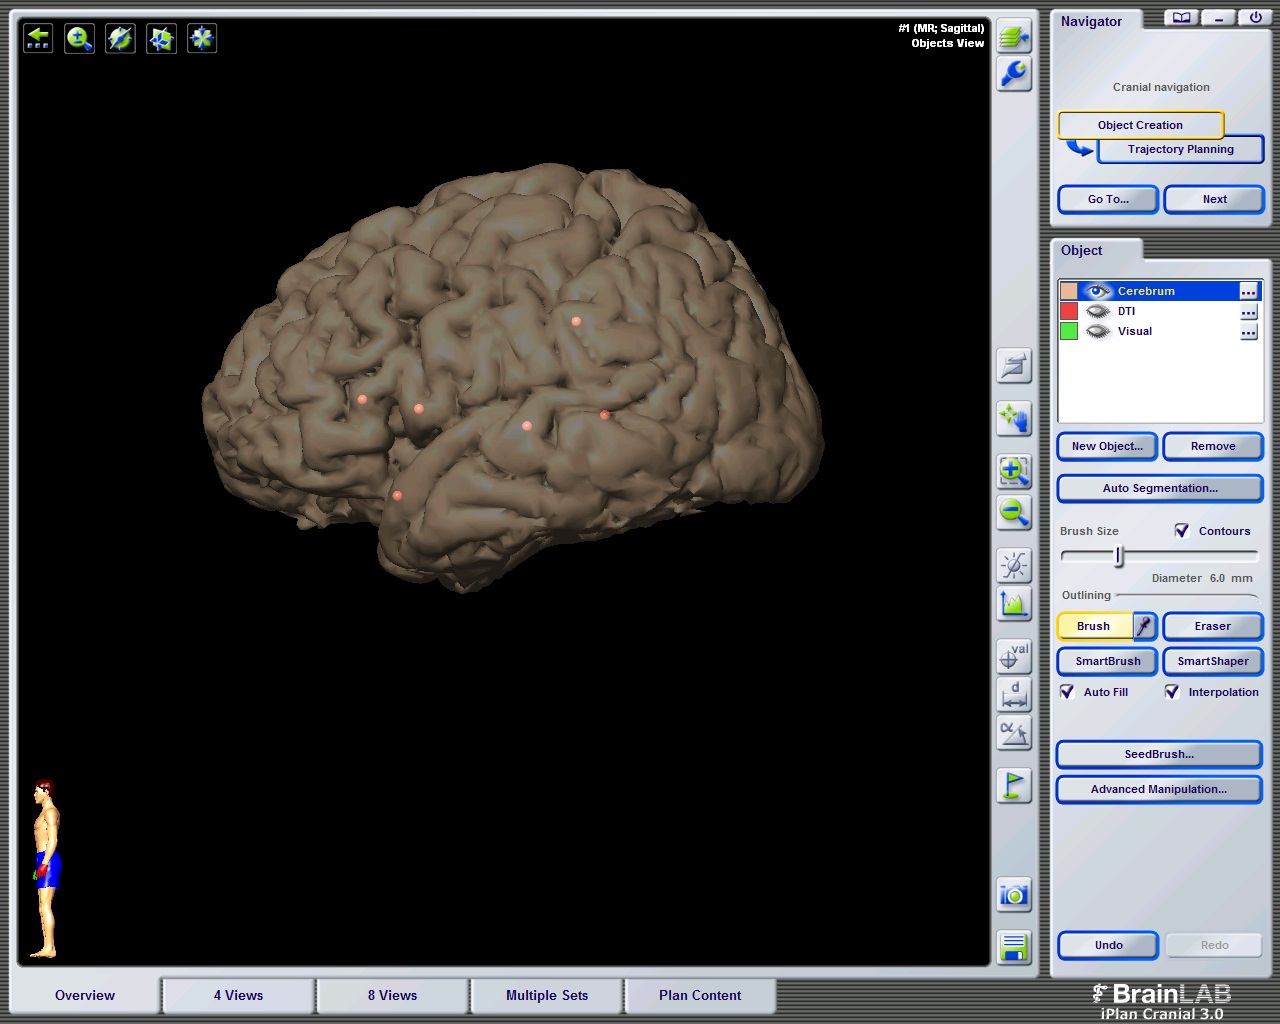 #1 (MR; Sagittal)
Objects View
Navigator
Cranial navigation
Object Creation
Trajectory Planning
Go To...
Next
Object
Cerebrum
...
DTI
...
Visual
...
New Object...
Remove
Auto Segmentation...
Brush Size
Contours
Diameter 6.0 mm
Outlining
Brush
Eraser
SmartBrush
SmartShaper
Auto Fill
Interpolation
SeedBrush...
Advanced Manipulation...
Undo
Redo
val
d
α
Overview
4 Views
8 Views
Multiple Sets
Plan Content
BrainLAB
iPlan Cranial 3.0